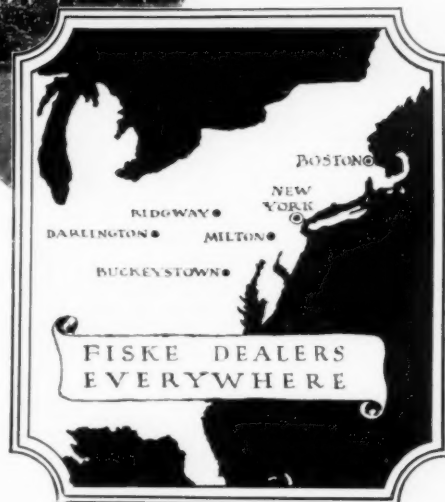 BOSTON
NEW
YORK
RIDGWAY
DARLINGTON
MILTON
BUCKEYSTOWN
FISKE DEALERS
EVERYWHERE